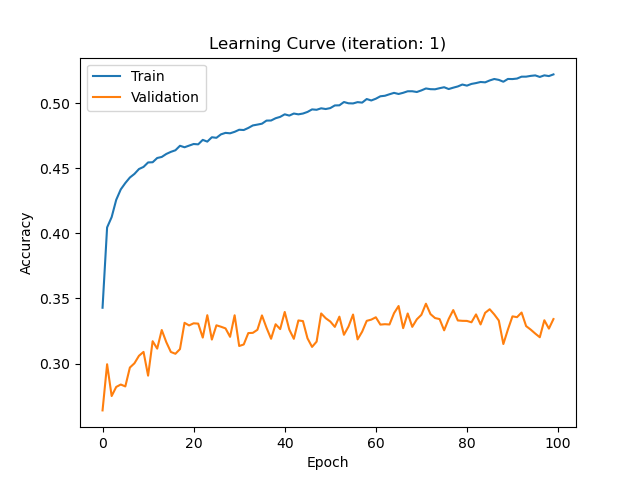 Learning Curve (iteration: 1)
Train
Validation
0.50
0.45
0.40
0.35
0.30
Accuracy
0 20 40 60 80 100
Epoch